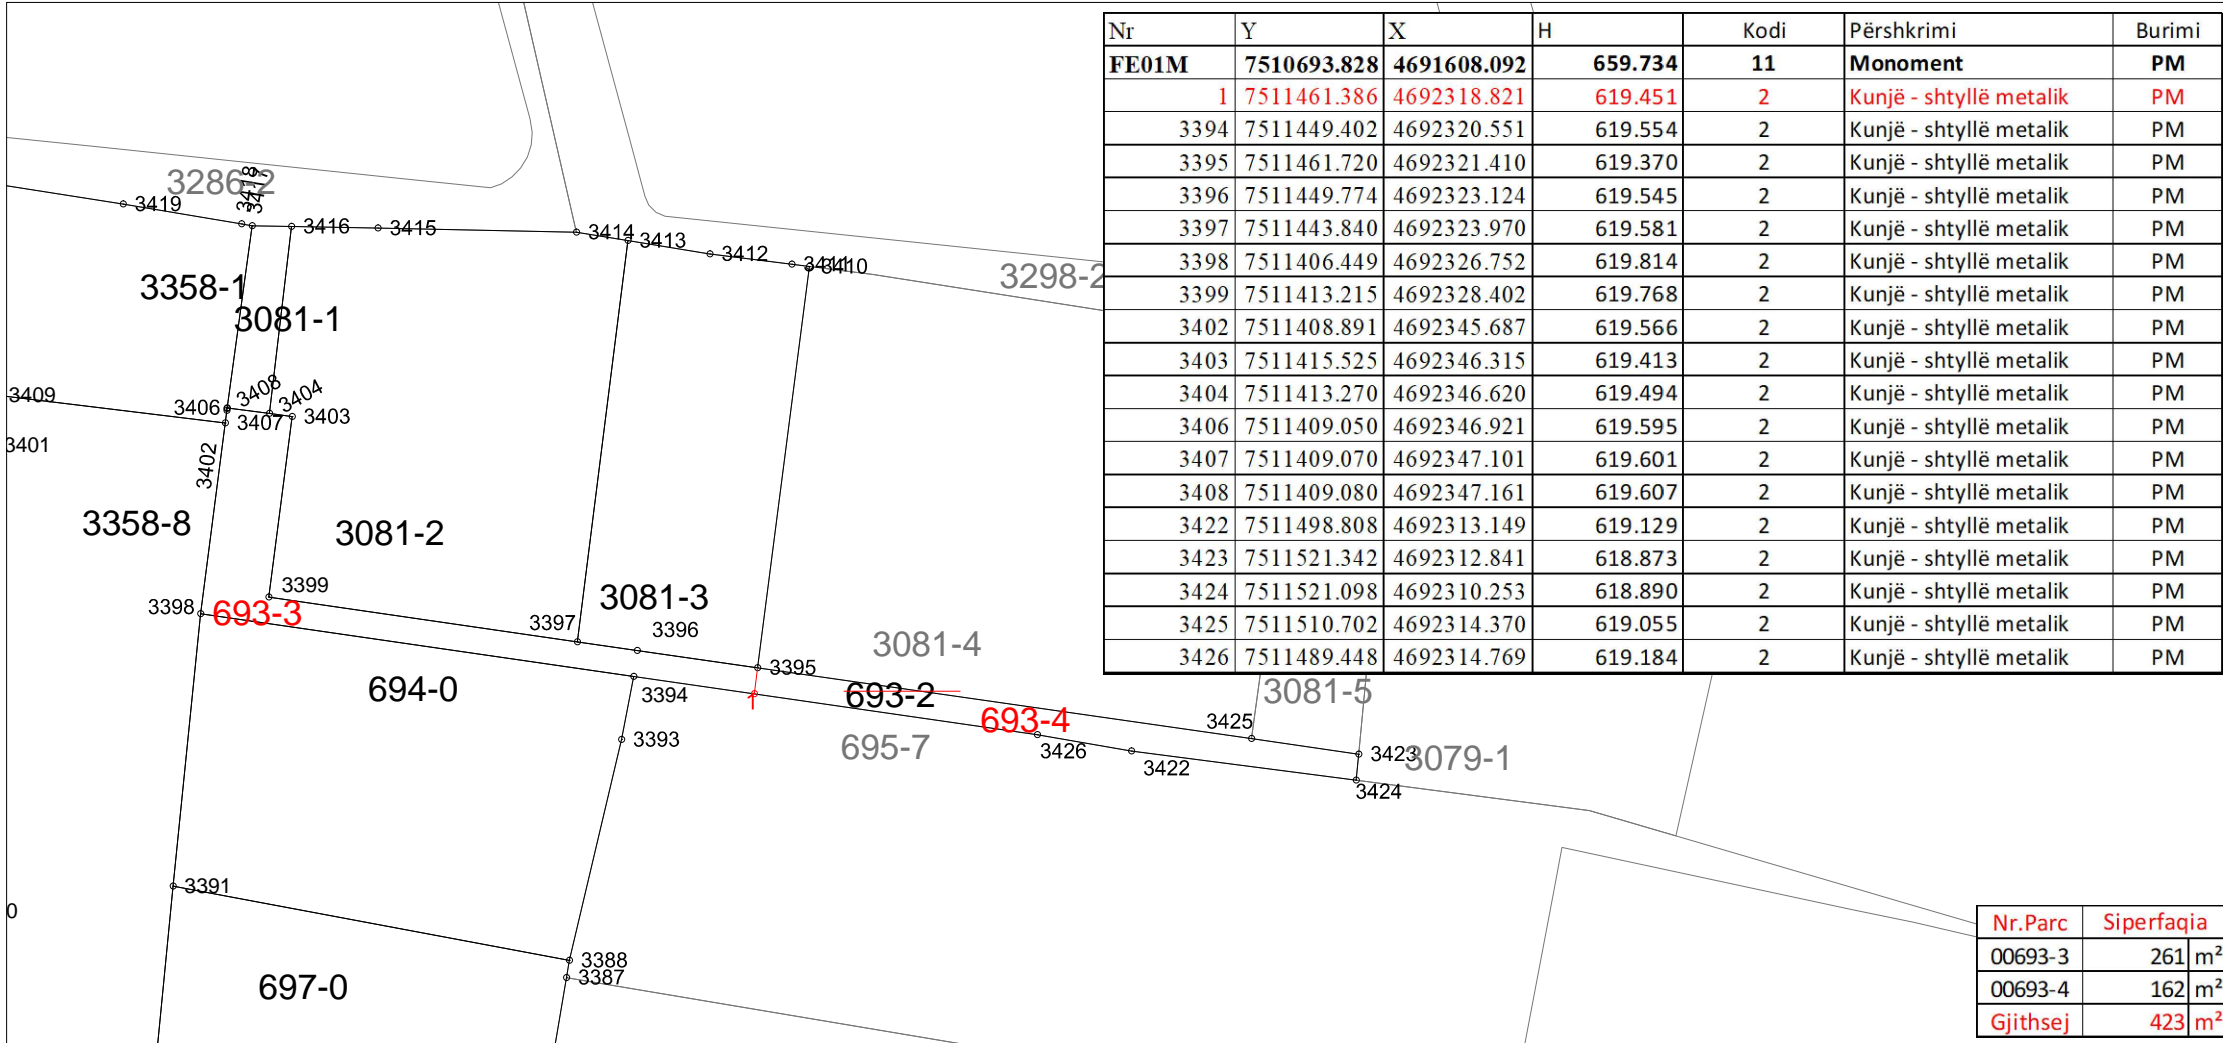 Nr Y X H Kodi Përshkrimi Burimi
FE01M 7510693.828 4691608.092 659.734 11 Monoment PM
1 7511461.386 4692318.821 619.451 2 Kunjë - shtyllë metalik PM
3394 7511449.402 4692320.551 619.554 2 Kunjë - shtyllë metalik PM
3395 7511461.720 4692321.410 619.370 2 Kunjë - shtyllë metalik PM
3396 7511449.774 4692323.124 619.545 2 Kunjë - shtyllë metalik PM
3397 7511443.840 4692323.970 619.581 2 Kunjë - shtyllë metalik PM
3398 7511406.449 4692326.752 619.814 2 Kunjë - shtyllë metalik PM
3399 7511413.215 4692328.402 619.768 2 Kunjë - shtyllë metalik PM
3402 7511408.891 4692345.687 619.566 2 Kunjë - shtyllë metalik PM
3403 7511415.525 4692346.315 619.413 2 Kunjë - shtyllë metalik PM
3404 7511413.270 4692346.620 619.494 2 Kunjë - shtyllë metalik PM
3406 7511409.050 4692346.921 619.595 2 Kunjë - shtyllë metalik PM
3407 7511409.070 4692347.101 619.601 2 Kunjë - shtyllë metalik PM
3408 7511409.080 4692347.161 619.607 2 Kunjë - shtyllë metalik PM
3422 7511498.808 4692313.149 619.129 2 Kunjë - shtyllë metalik PM
3423 7511521.342 4692312.841 618.873 2 Kunjë - shtyllë metalik PM
3424 7511521.098 4692310.253 618.890 2 Kunjë - shtyllë metalik PM
3425 7511510.702 4692314.370 619.055 2 Kunjë - shtyllë metalik PM
3426 7511489.448 4692314.769 619.184 2 Kunjë - shtyllë metalik PM
3286-2
3418
3417
3419
3416
3415
3414
3413
3412
3411
3410
3298-2
3358-1
3081-1
3409
3408
3404
3406
3407
3403
3401
3402
3358-8
3081-2
3399
3081-3
3398
693-3
3397
3396
3081-4
3395
694-0
3394
1
693-2
693-4
3081-5
3425
3393
695-7
3426
3422
3423
3079-1
3424
3391
0
3388
3387
697-0
Nr.Parc Siperfaqia
00693-3 261 m²
00693-4 162 m²
Gjithsej 423 m²